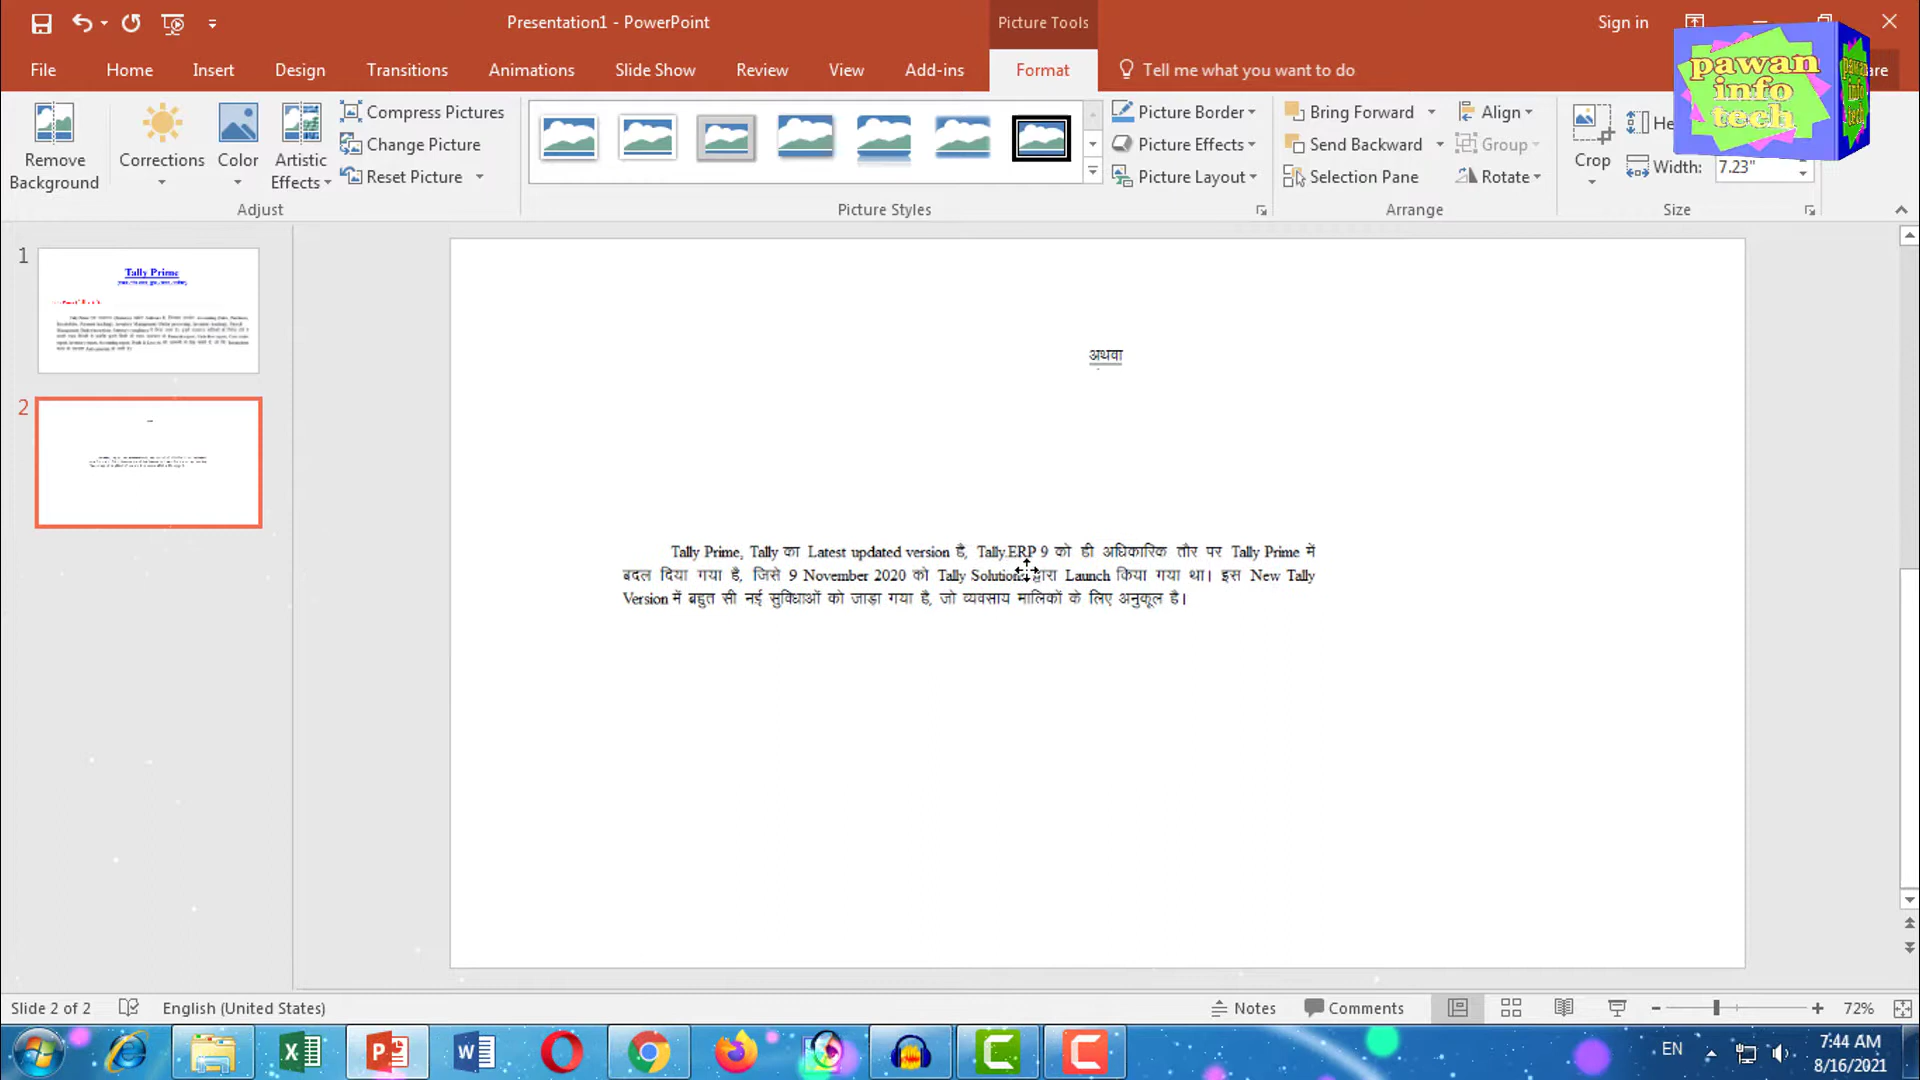 Presentation1 - PowerPoint
Picture Tools
Sign in
File
Home
Insert
Design
Transitions
Animations
Slide Show
Review
View
Add-ins
Format
Tell me what you want to do
pawan
info
tech
Remove
Background
Corrections
Color
Artistic
Effects
Compress Pictures
Change Picture
Reset Picture
Adjust
Picture Styles
Picture Border
Picture Effects
Picture Layout
Bring Forward
Send Backward
Selection Pane
Align
Group
Rotate
Arrange
Crop
Width:
7.23"
Size
1
Tally Prime
2
अथवा
Tally Prime, Tally का Latest updated version है, Tally.ERP 9 को ही अधिकारिक तौर पर Tally Prime में
बदल दिया गया है, जिसे 9 November 2020 को Tally Solutions द्वारा Launch किया गया था। इस New Tally
Version में बहुत सी नई सुविधाओं को जाड़ा गया है, जो व्यवसाय मालिकों के लिए अनुकूल है।
Slide 2 of 2
English (United States)
Notes
Comments
72%
EN
7:44 AM
8/16/2021